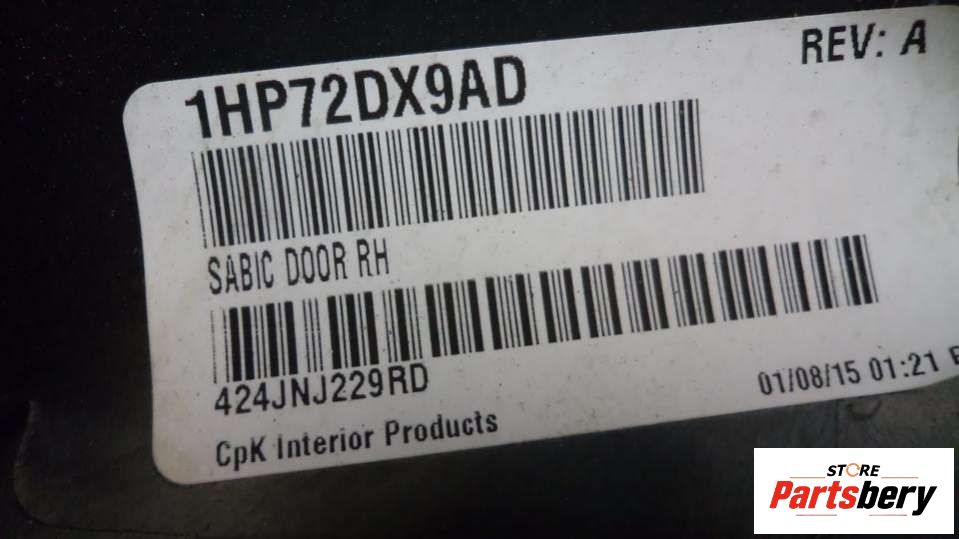 1HP72DX9AD
REV: A
SABIC DOOR RH
424JNJ229RD
01/08/15 01:21
CpK Interior Products
STORE
Partsbery